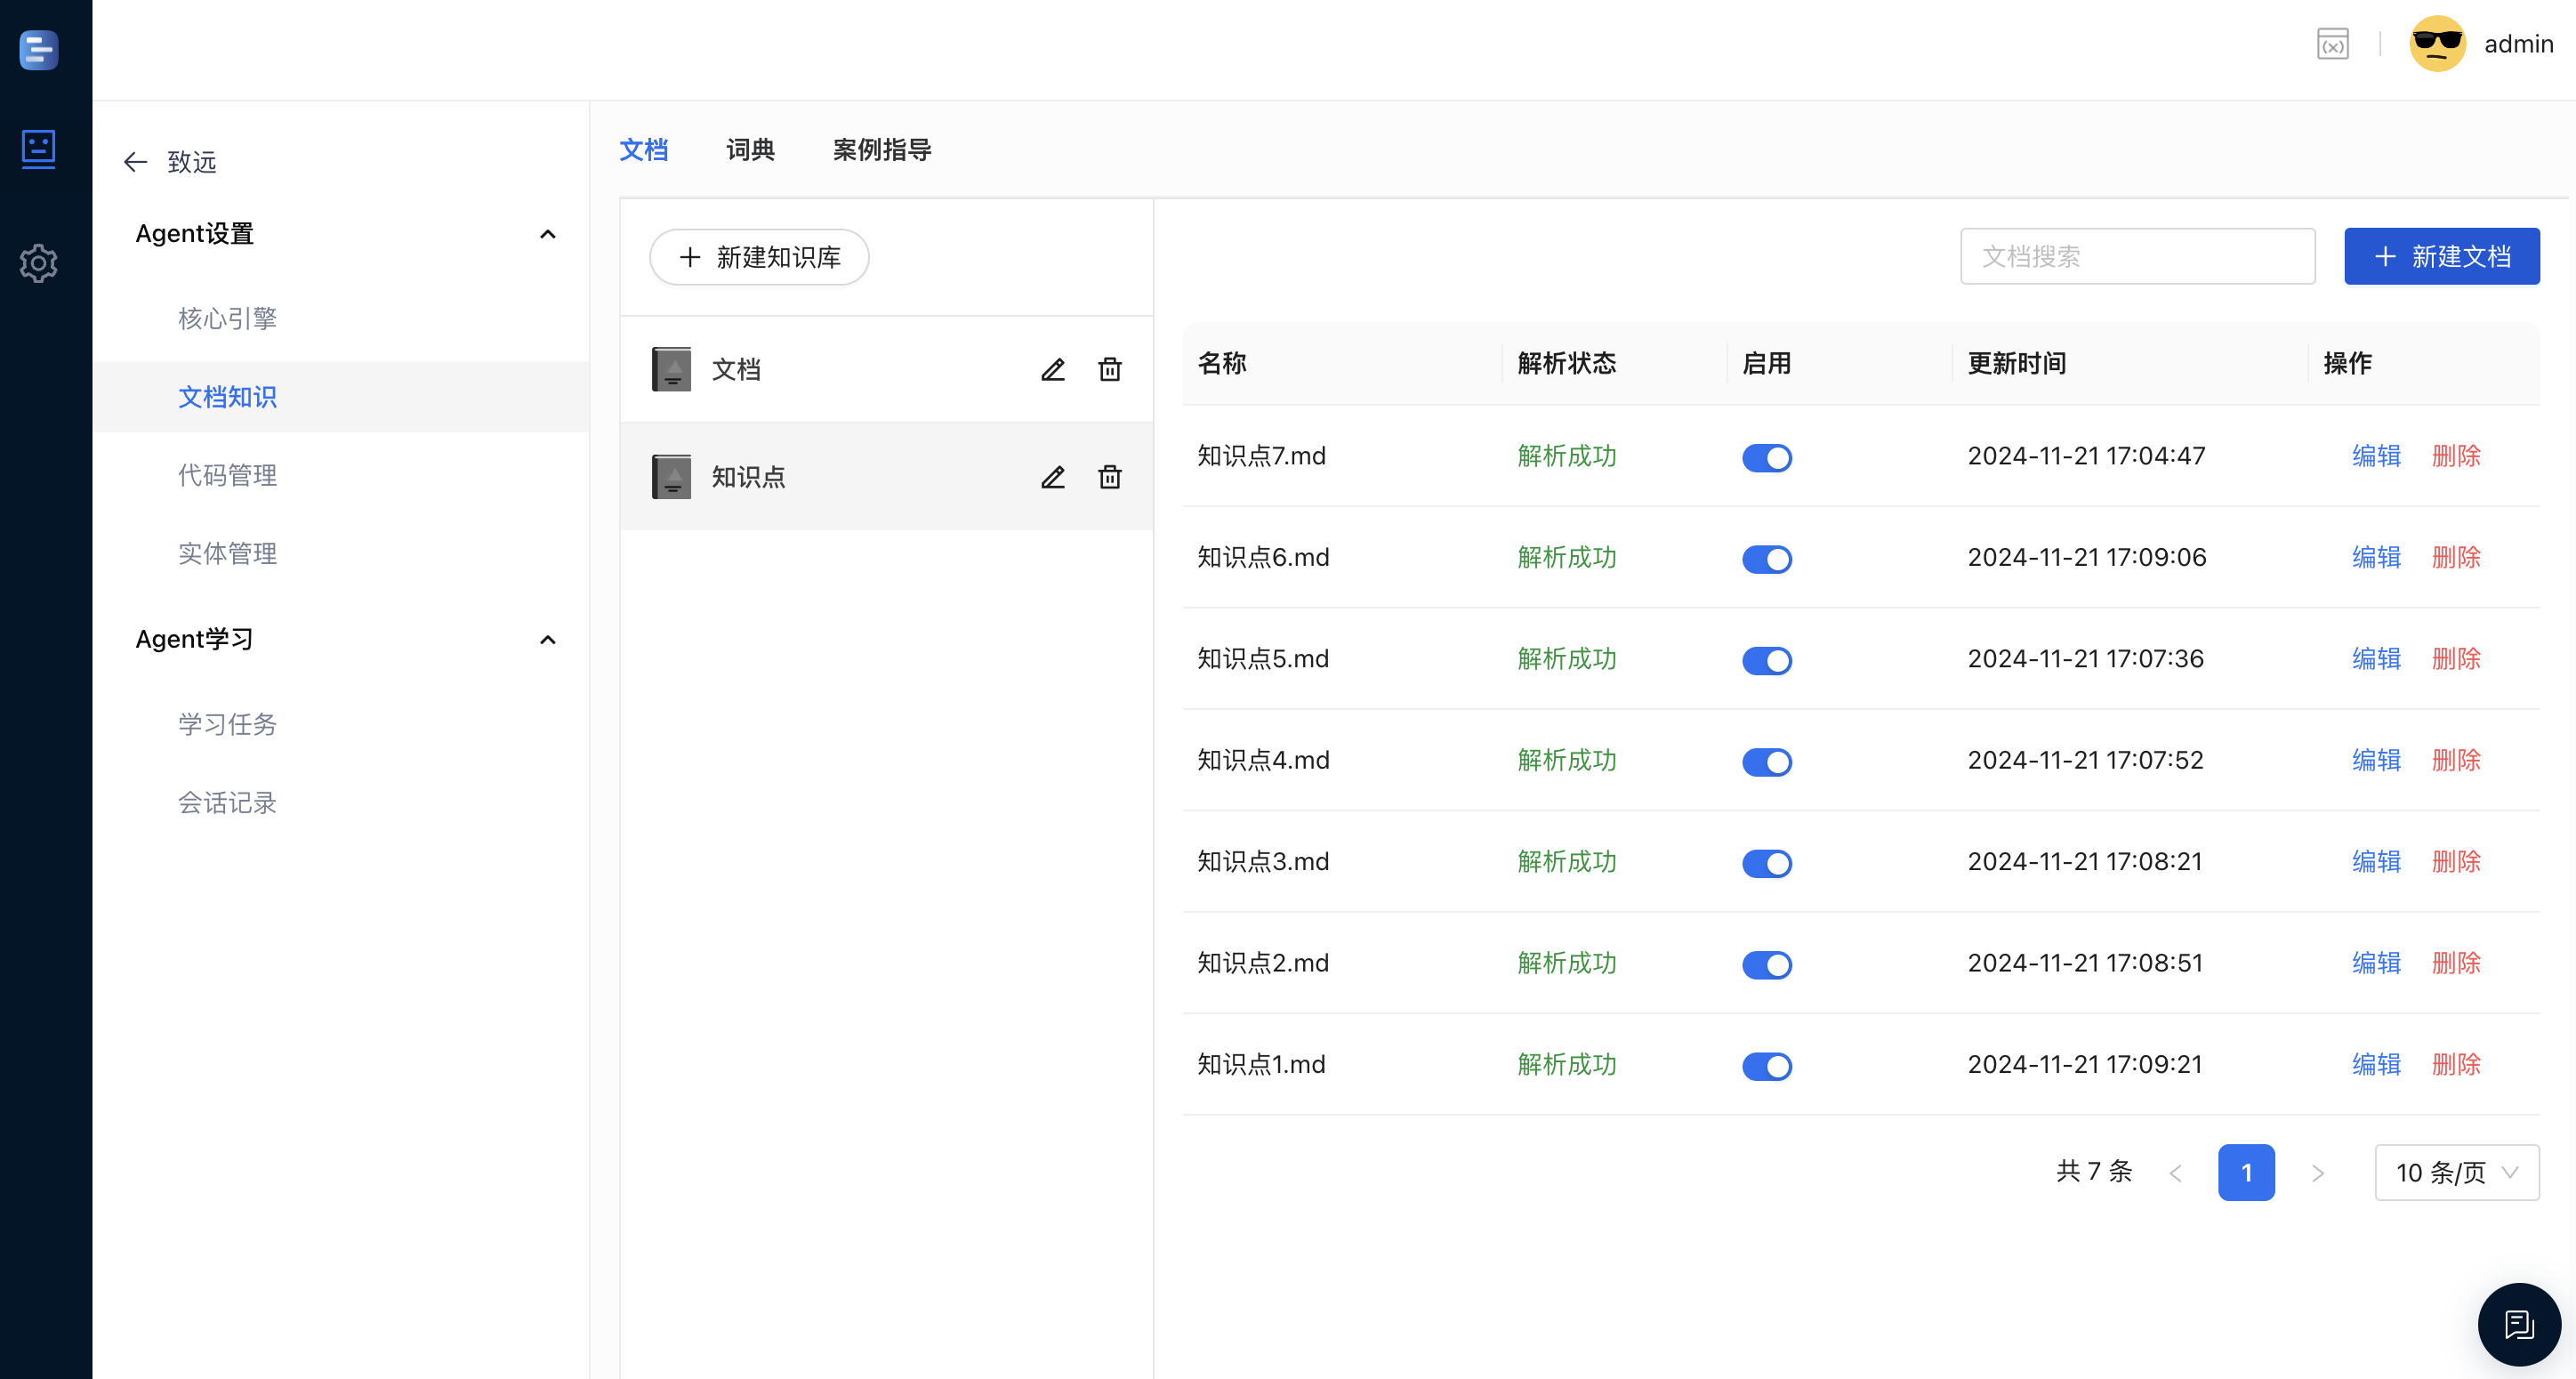 admin
致远
Agent设置
核心引擎
文档知识
代码管理
实体管理
Agent学习
学习任务
会话记录
文档 词典 案例指导
新建知识库
文档
知识点
文档搜索 新建文档
名称 解析状态 启用 更新时间 操作
知识点7.md 解析成功 2024-11-21 17:04:47 编辑 删除
知识点6.md 解析成功 2024-11-21 17:09:06 编辑 删除
知识点5.md 解析成功 2024-11-21 17:07:36 编辑 删除
知识点4.md 解析成功 2024-11-21 17:07:52 编辑 删除
知识点3.md 解析成功 2024-11-21 17:08:21 编辑 删除
知识点2.md 解析成功 2024-11-21 17:08:51 编辑 删除
知识点1.md 解析成功 2024-11-21 17:09:21 编辑 删除
共 7 条 < 1 > 10 条/页